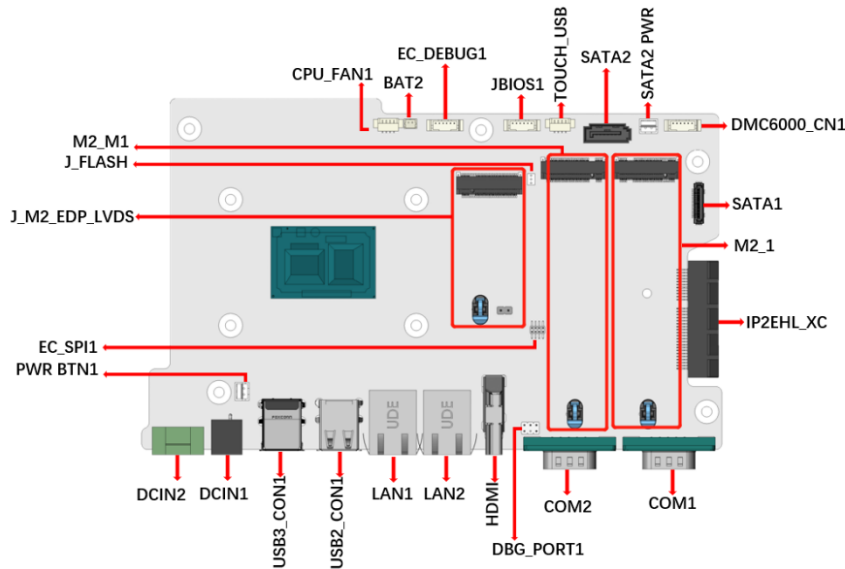 TOUCH_USB
SATA2 PWR
EC_DEBUG1
SATA2
CPU_FAN1
BAT2
JBIOS1
DMC6000_CN1
M2_M1
J_FLASH
SATA1
J_M2_EDP_LVDS
M2_1
IP2EHL_XC
EC_SPI1
PWR BTN1
UDE
UDE
DCIN2
DCIN1
USB3_CON1
USB2_CON1
LAN1
LAN2
HDMI
DBG_PORT1
COM2
COM1